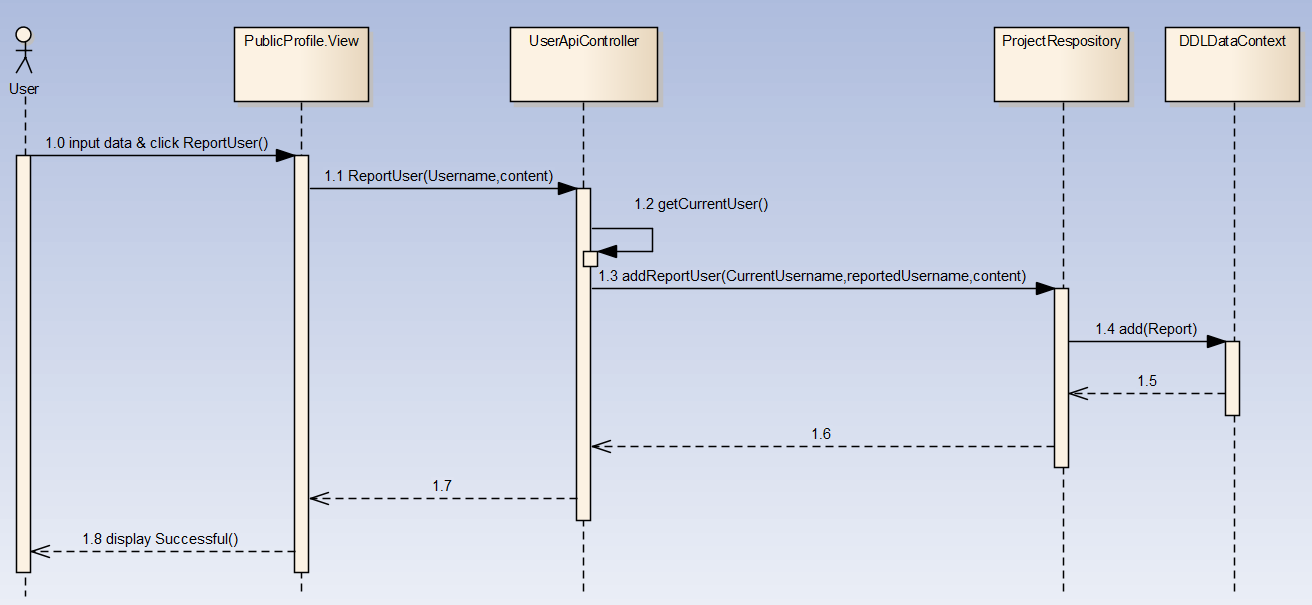 PublicProfile.View
UserApiController
ProjectRespository
DDLDataContext
User
1.0 input data & click ReportUser()
1.1 ReportUser(Username,content)
1.2 getCurrentUser()
1.3 addReportUser(CurrentUsername,reportedUsername,content)
1.4 add(Report)
1.5
1.6
1.7
1.8 display Successful()